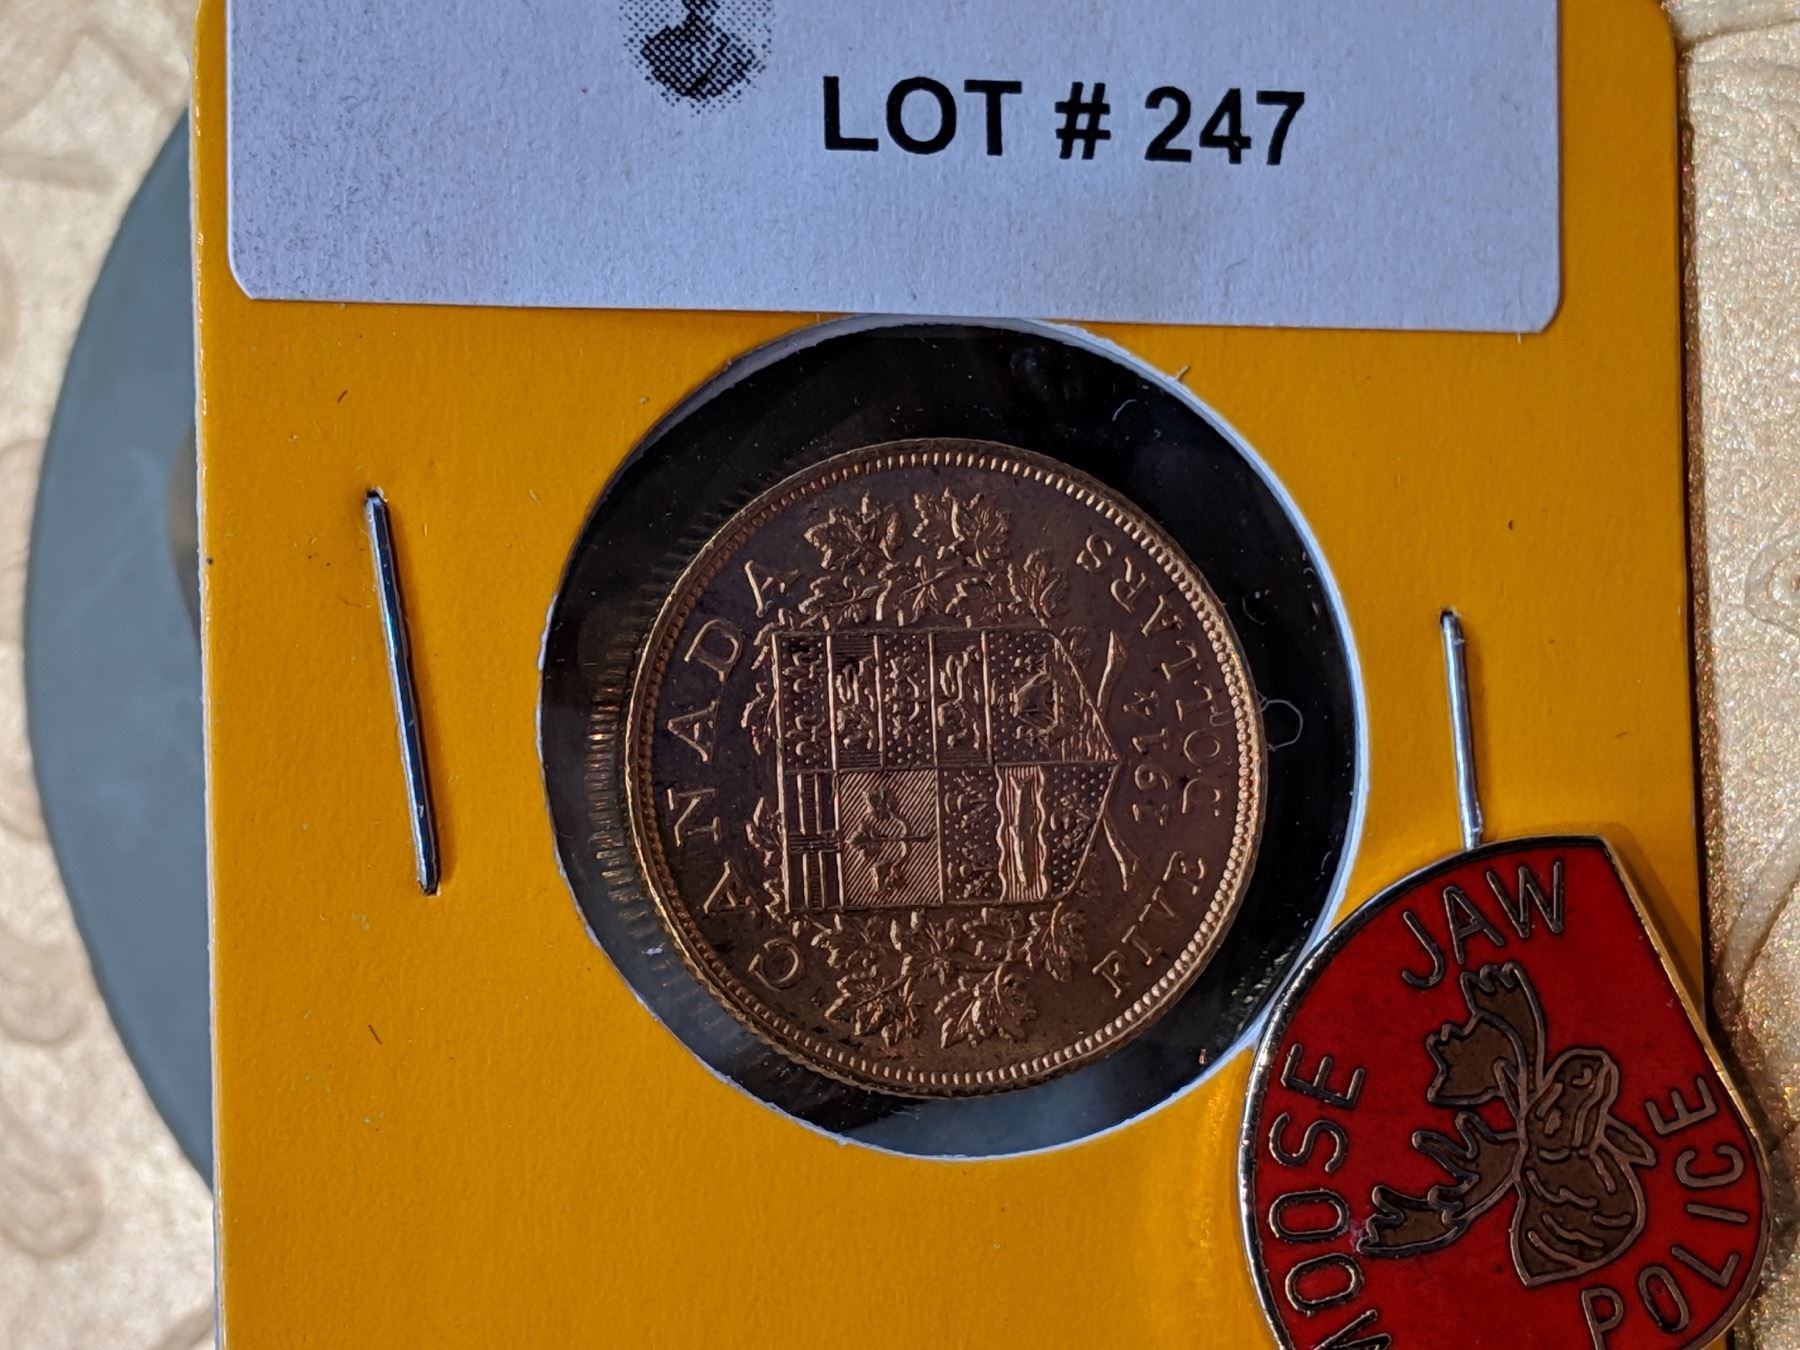 LOT # 247
CANADA
1914
FIVE DOLLARS
MOOSE JAW
POLICE